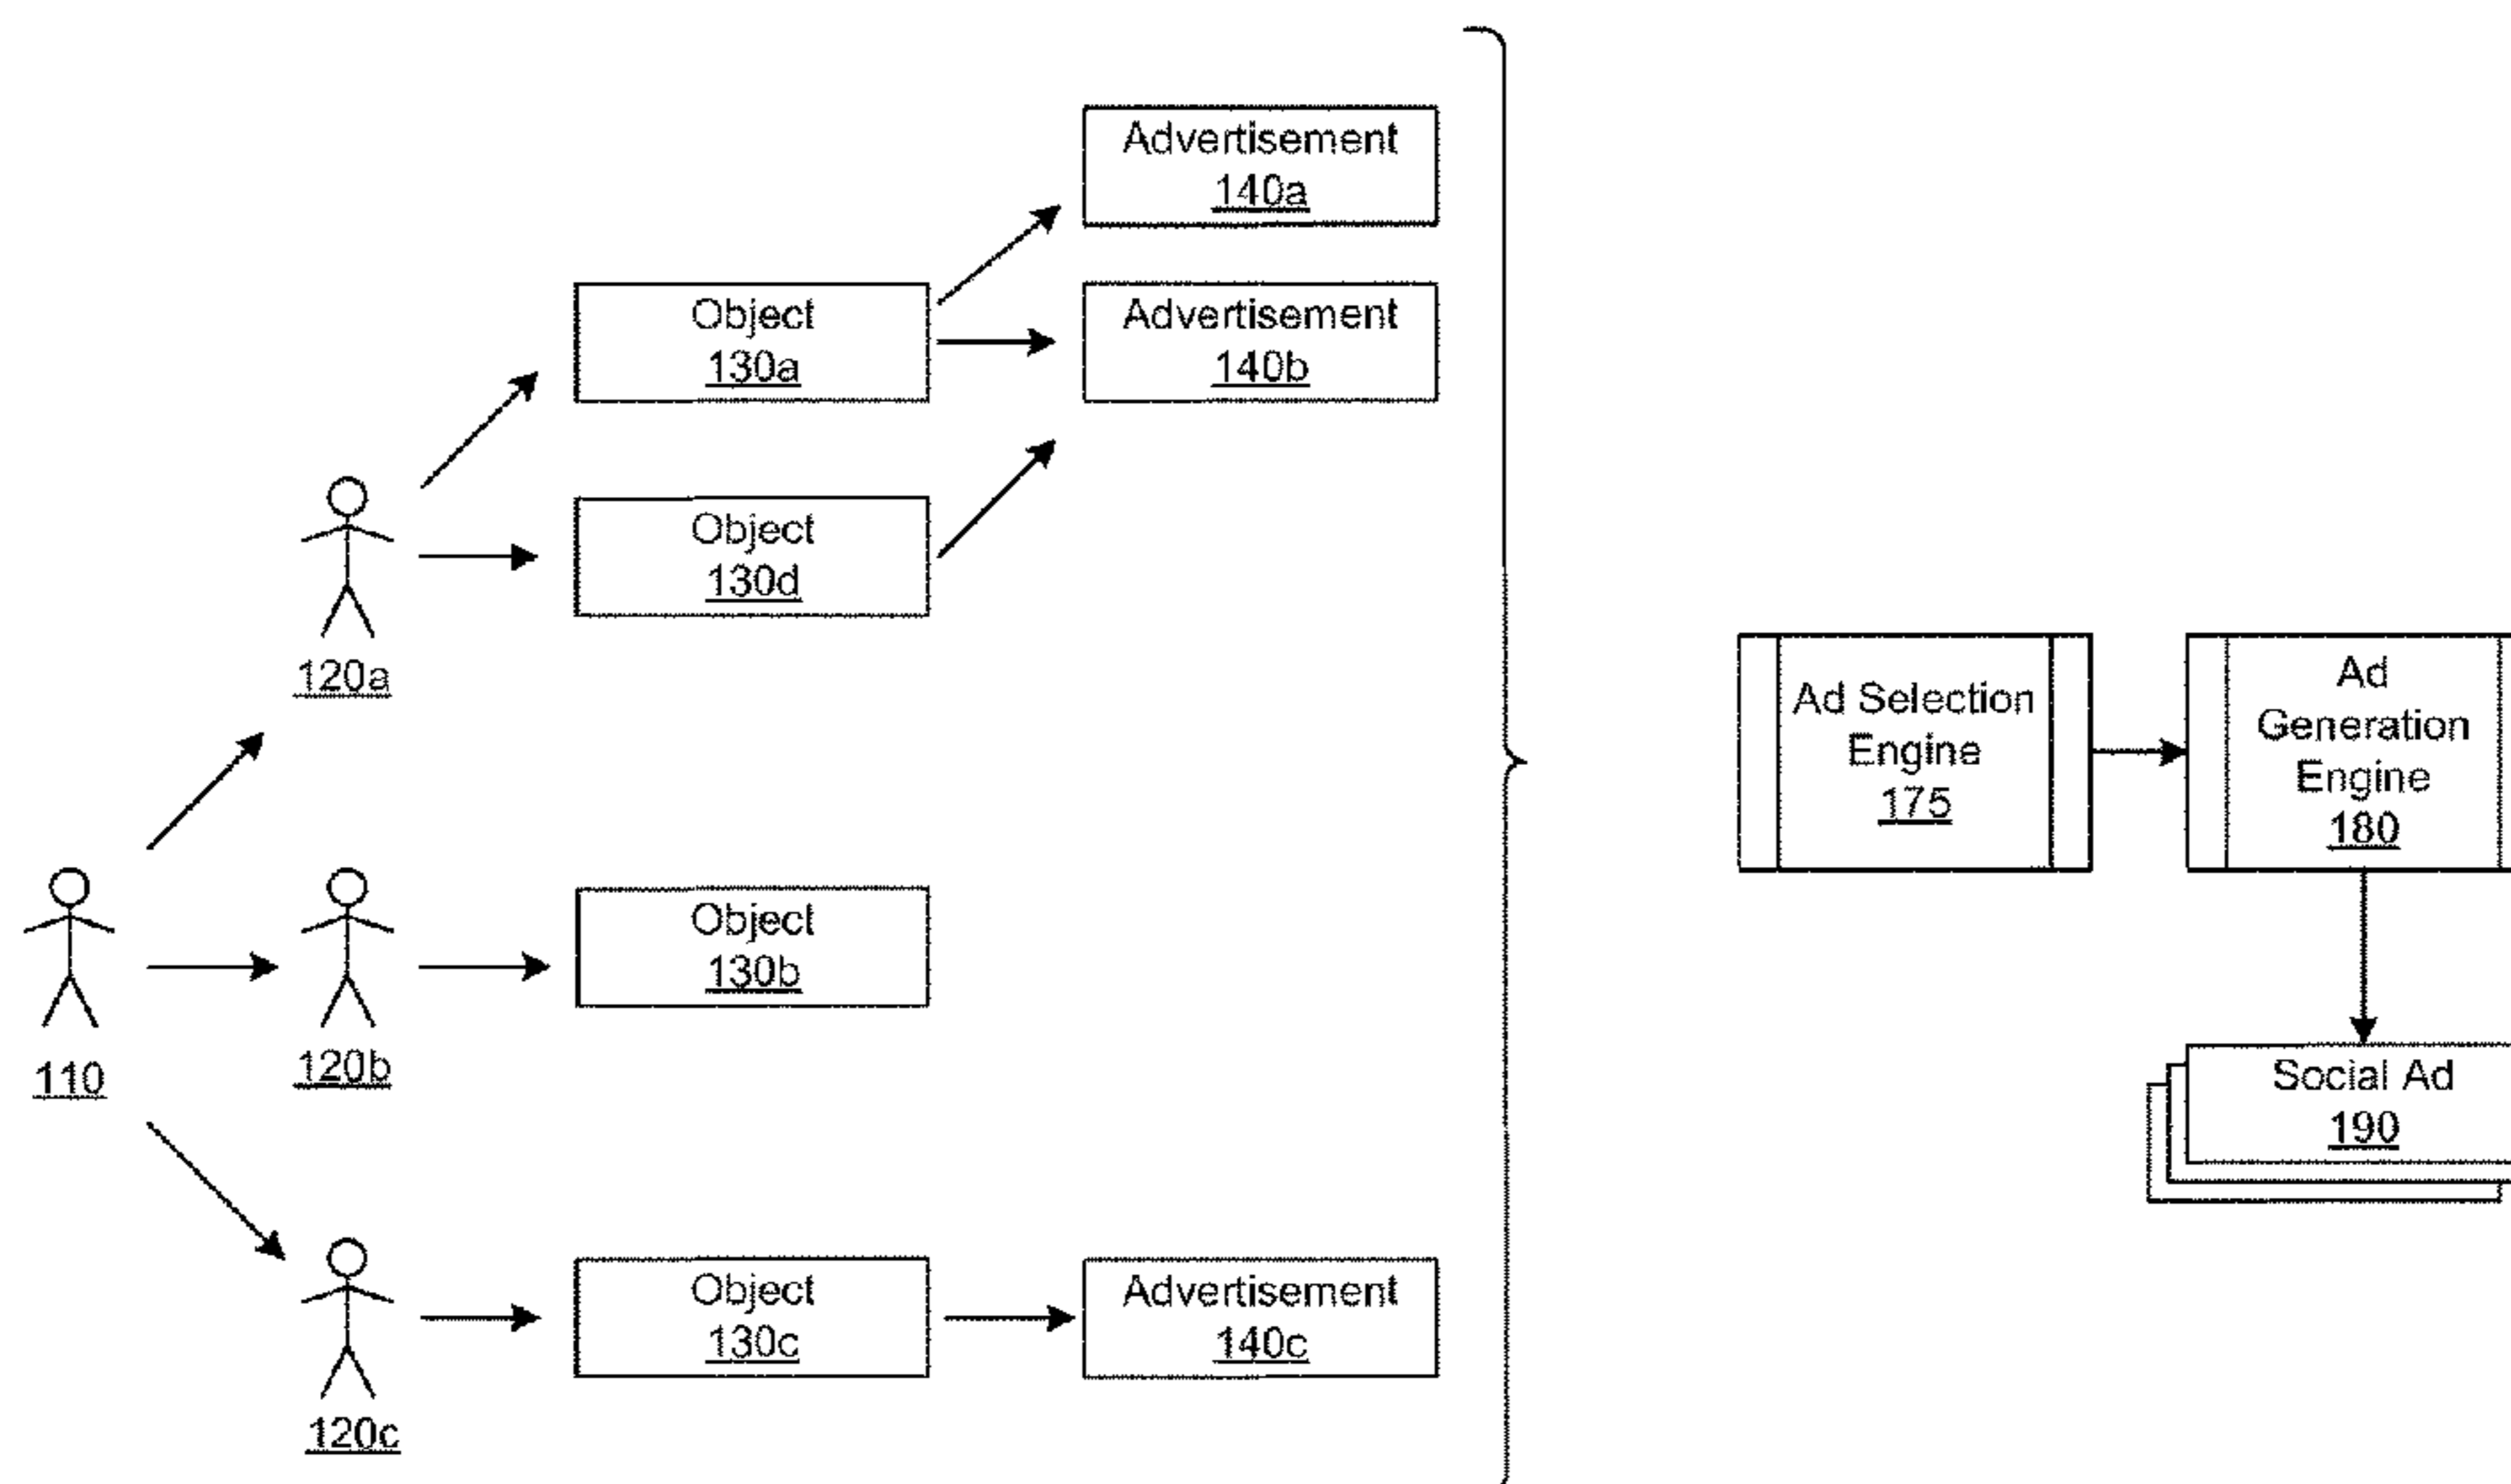 Advertisement
140a
Object
130a
Advertisement
140b
Object
130d
120a
Ad Selection
Engine
175
Ad
Generation
Engine
180
Object
130b
110
120b
Social Ad
190
Object
130c
Advertisement
140c
120c